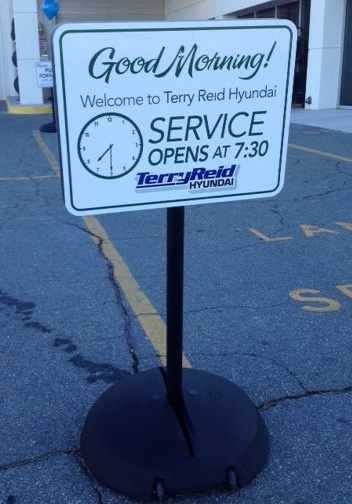 Good Morning!
Welcome to Terry Reid Hyundai
SERVICE
OPENS AT 7:30
TerryReid
HYUNDAI